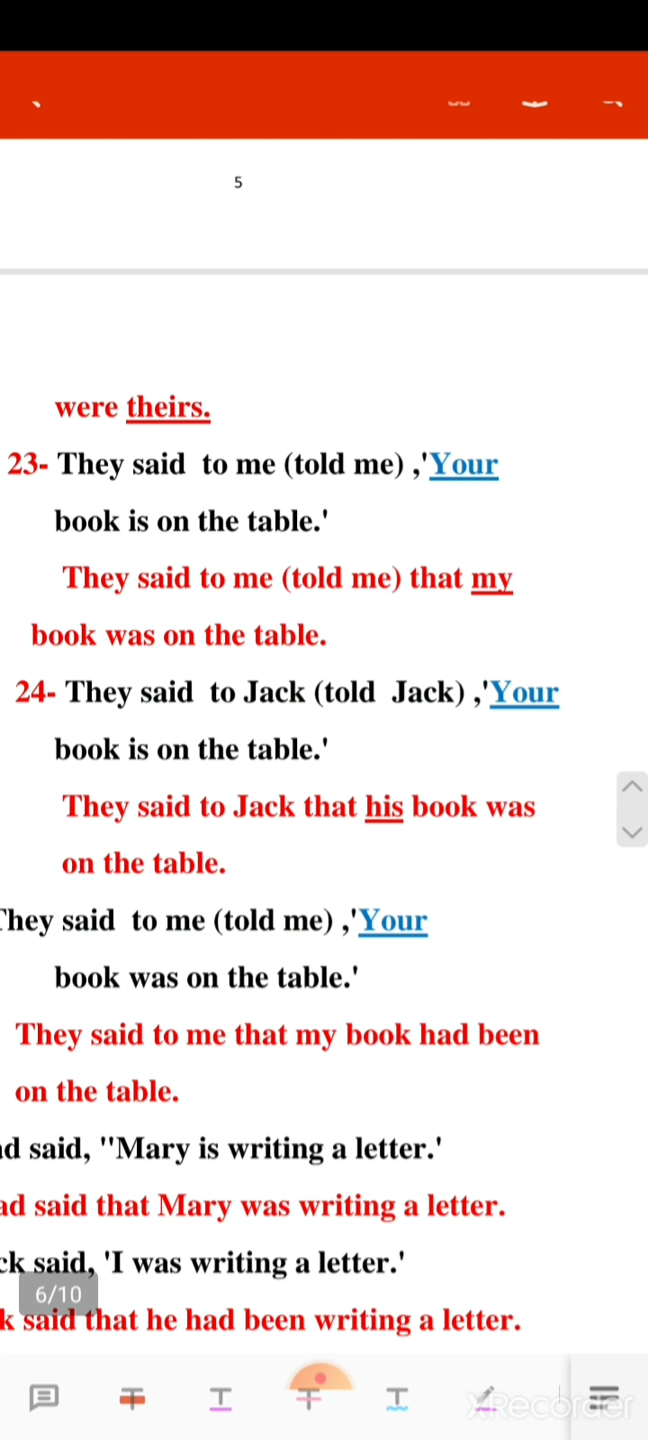 5
were theirs.
23- They said to me (told me) ,'Your
book is on the table.'
They said to me (told me) that my
book was on the table.
24- They said to Jack (told Jack) ,'Your
book is on the table.'
They said to Jack that his book was
on the table.
They said to me (told me) ,'Your
book was on the table.'
They said to me that my book had been
on the table.
d said, ''Mary is writing a letter.'
ad said that Mary was writing a letter.
ck said, 'I was writing a letter.'
6/10
k said that he had been writing a letter.
XRecorder